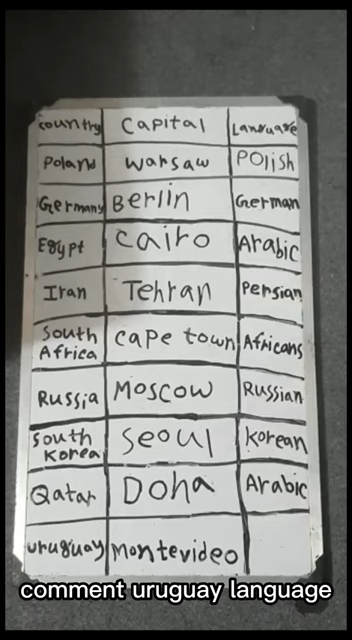 country Capital Language
Poland Warsaw Polish
Germany Berlin German
Egypt Cairo Arabic
Iran Tehran Persian
South Africa Cape town Africans
Russia Moscow Russian
South Korea Seoul Korean
Qatar Doha Arabic
uruguay Montevideo
comment uruguay language